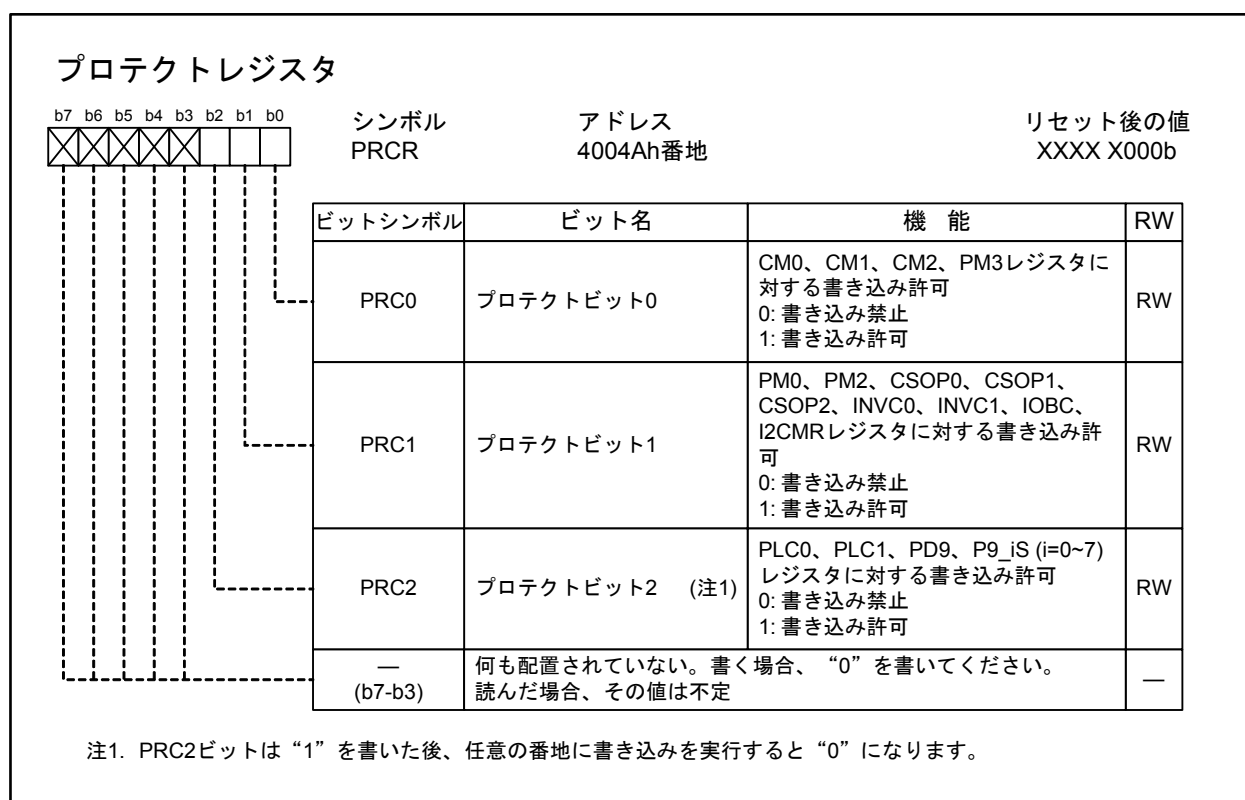 プロテクトレジスタ
b7 b6 b5 b4 b3 b2 b1 b0
シンボル アドレス リセット後の値
PRCR 4004Ah番地 XXXX X000b
ビットシンボル ビット名 機 能 RW
PRC0 プロテクトビット0 RW
CM0、CM1、CM2、PM3レジスタに
対する書き込み許可
0: 書き込み禁止
1: 書き込み許可
PRC1 プロテクトビット1 RW
PM0、PM2、CSOP0、CSOP1、
CSOP2、INVC0、INVC1、IOBC、
I2CMRレジスタに対する書き込み許
可
0: 書き込み禁止
1: 書き込み許可
PRC2 プロテクトビット2 (注1) RW
PLC0、PLC1、PD9、P9_iS (i=0~7)
レジスタに対する書き込み許可
0: 書き込み禁止
1: 書き込み許可
—
(b7-b3)
何も配置されていない。書く場合、“0”を書いてください。
読んだ場合、その値は不定
—
注1. PRC2ビットは“1”を書いた後、任意の番地に書き込みを実行すると“0”になります。